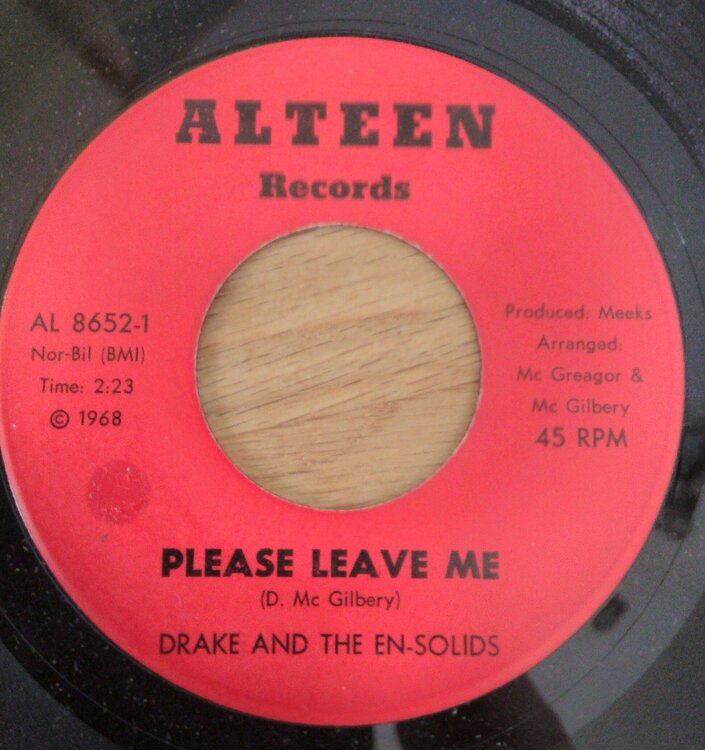 ALTEEN
Records
AL 8652-1
Nor-Bil (BMI)
Time: 2:23
© 1968
Produced: Meeks
Arranged:
Mc Greagor &
Mc Gilbery
45 RPM
PLEASE LEAVE ME
(D. Mc Gilbery)
DRAKE AND THE EN-SOLIDS